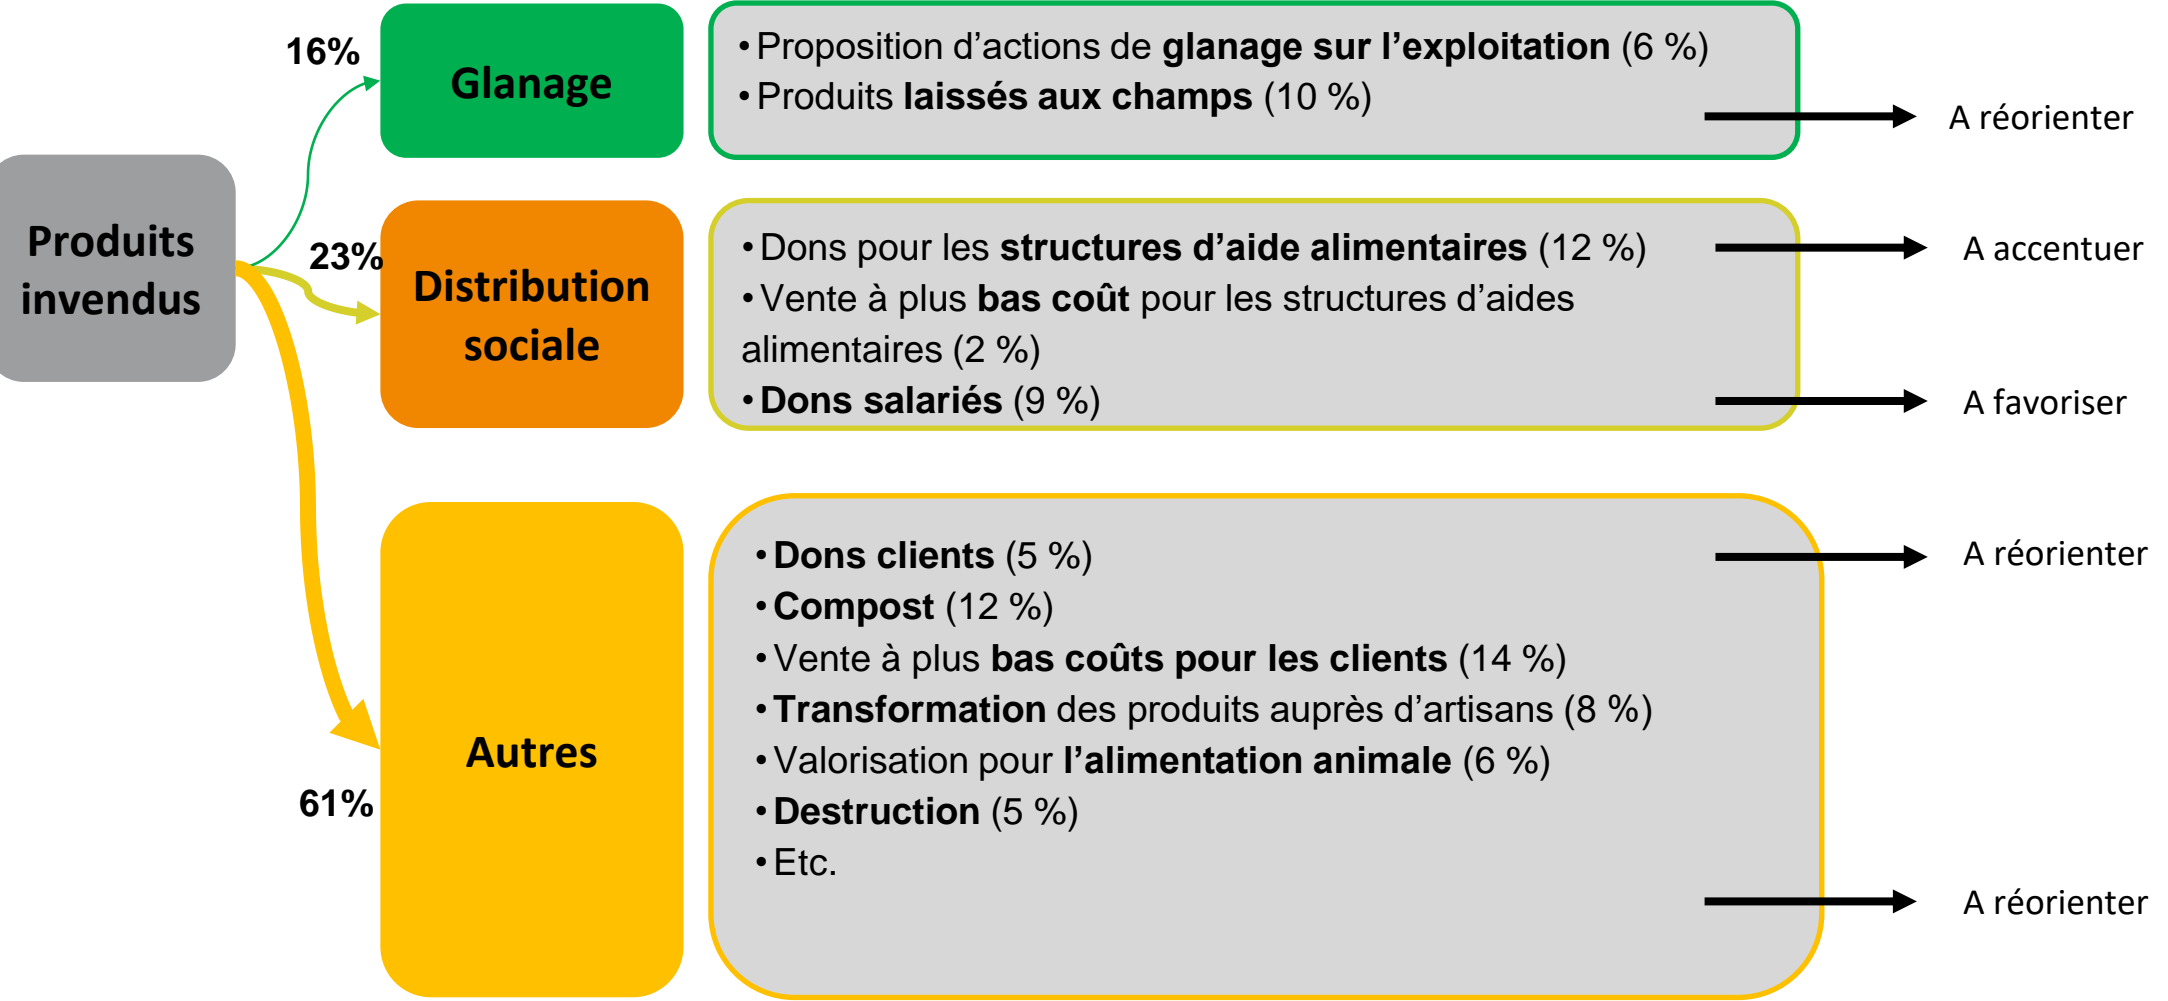 Produits
invendus
16%
Glanage
• Proposition d’actions de glanage sur l’exploitation (6 %)
• Produits laissés aux champs (10 %)
A réorienter
23%
Distribution
sociale
• Dons pour les structures d’aide alimentaires (12 %)
A accentuer
• Vente à plus bas coût pour les structures d’aides
alimentaires (2 %)
• Dons salariés (9 %)
A favoriser
61%
Autres
• Dons clients (5 %)
A réorienter
• Compost (12 %)
• Vente à plus bas coûts pour les clients (14 %)
• Transformation des produits auprès d’artisans (8 %)
• Valorisation pour l’alimentation animale (6 %)
• Destruction (5 %)
• Etc.
A réorienter